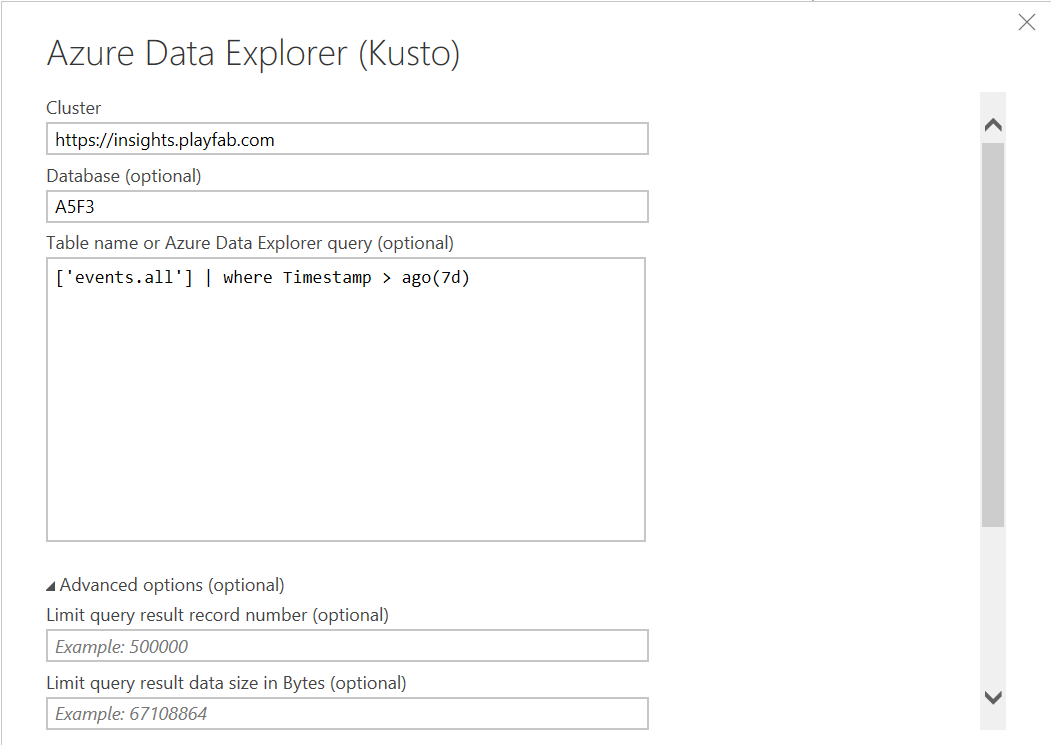 Azure Data Explorer (Kusto)
Cluster
https://insights.playfab.com
Database (optional)
A5F3
Table name or Azure Data Explorer query (optional)
['events.all'] | where Timestamp > ago(7d)
Advanced options (optional)
Limit query result record number (optional)
Example: 500000
Limit query result data size in Bytes (optional)
Example: 67108864